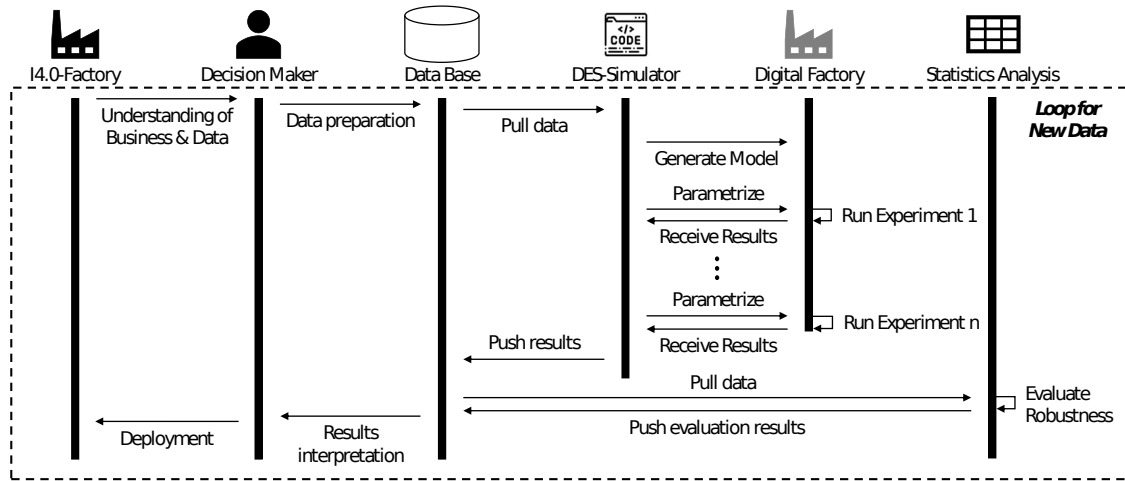 </>
CODE
I4.0-Factory
Decision Maker
Data Base
DES-Simulator
Digital Factory
Statistics Analysis
Understanding of
Business & Data
Data preparation
Pull data
Loop for
New Data
Generate Model
Parametrize
Run Experiment 1
Receive Results
Parametrize
Run Experiment n
Receive Results
Push results
Pull data
Evaluate
Robustness
Deployment
Results
interpretation
Push evaluation results